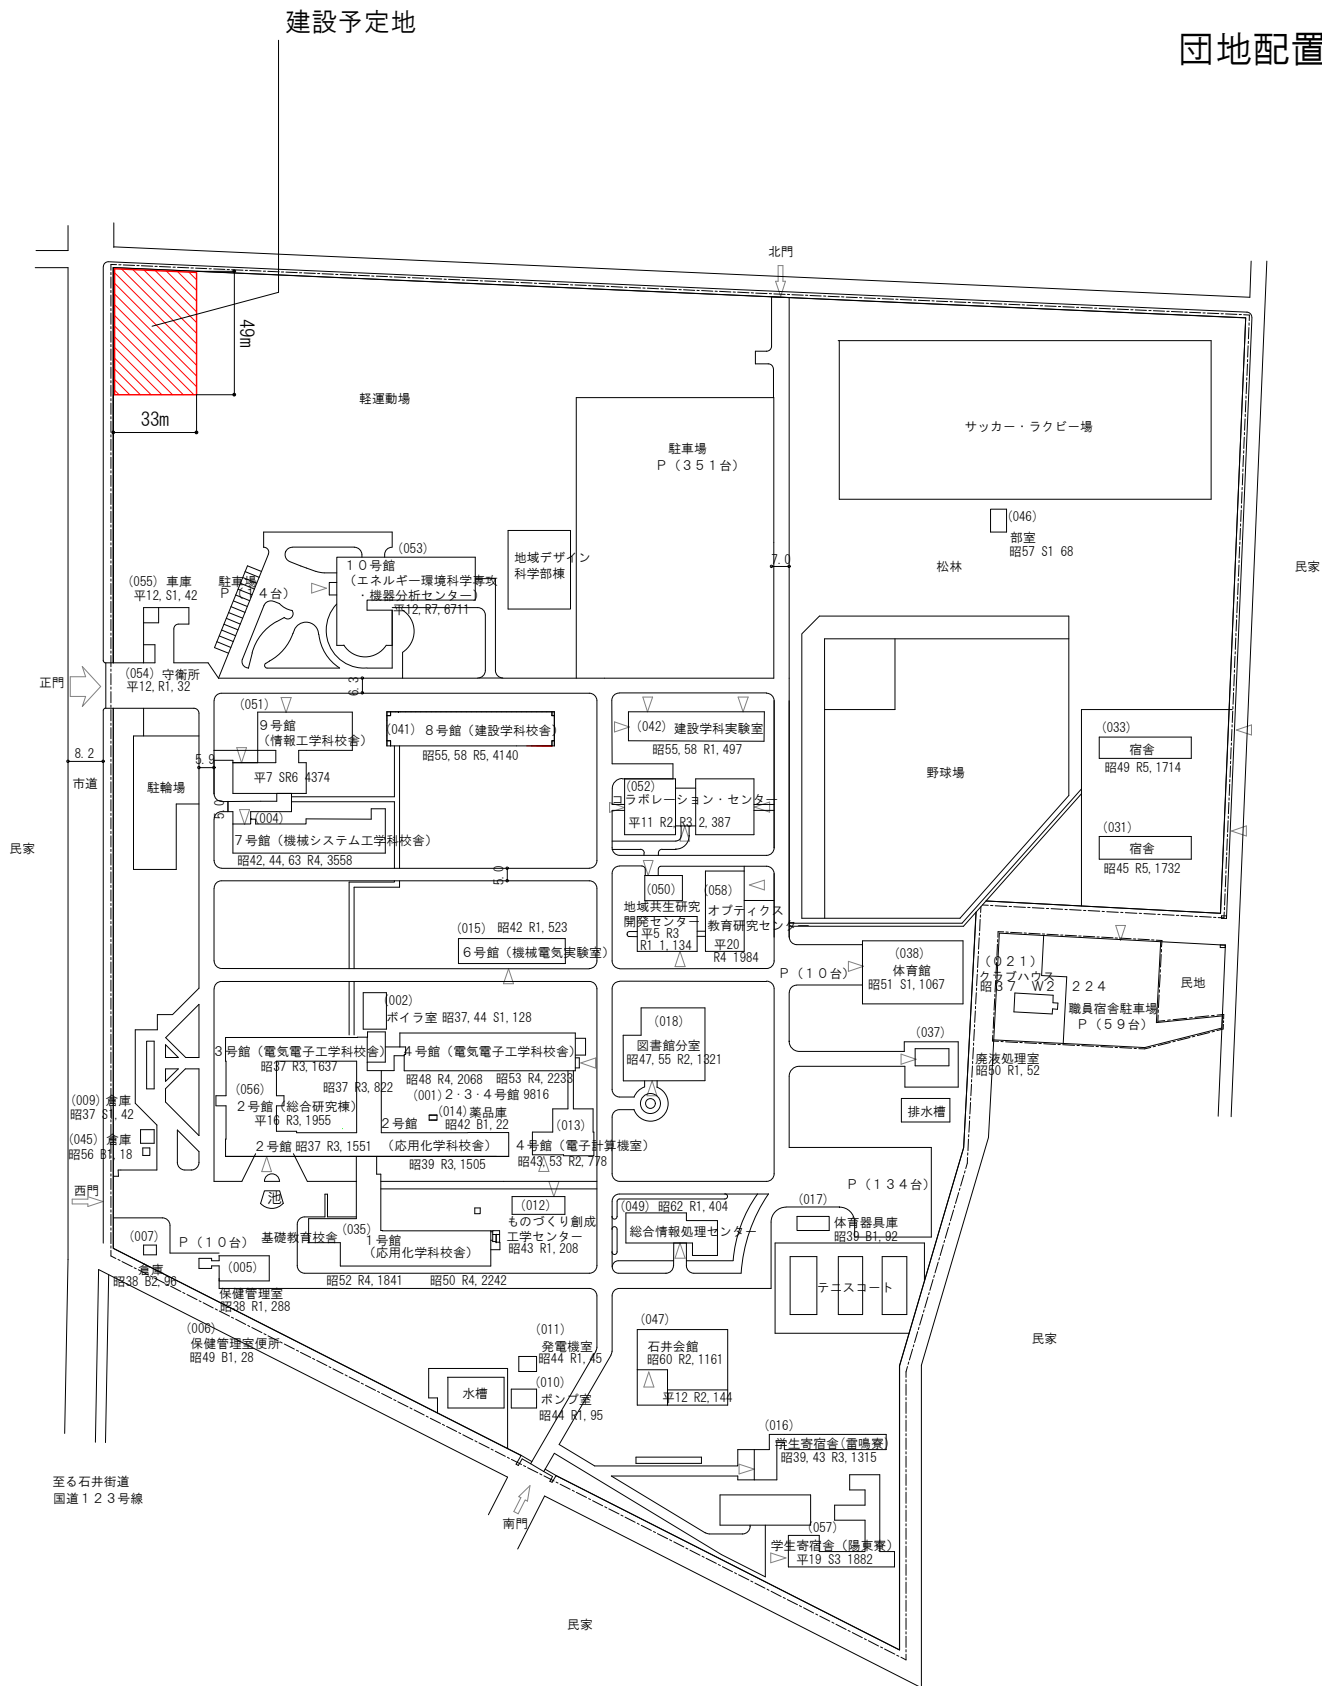 建設予定地
団地配置
北門
49m
33m
軽運動場
駐車場
Ｐ（３５１台）
サッカー・ラクビー場
(046)
部室
昭57 S1 68
松林
7.0
民家
(053)
１０号館
（エネルギー環境科学専攻
・機器分析センター）
平12, R7, 6711
地域デザイン
科学部棟
(055) 車庫
平12, S1, 42
駐車場
(054) 守衛所
平12, R1, 32
正門
6.3
(051)
９号館
（情報工学科校舎）
平7 SR6 4374
(041) ８号館（建設学科校舎）
昭55, 58 R5, 4140
(042) 建設学科実験室
昭55, 58 R1, 497
8.2
市道
5.9
駐輪場
5.0
(004)
７号館（機械システム工学科校舎）
昭42, 44, 63 R4, 3558
(052)
コラボレーション・センター
平11 R2, R3 2, 387
野球場
(033)
宿舎
昭49 R5, 1714
(031)
宿舎
昭45 R5, 1732
民家
5.0
(050)
地域共生研究
開発センター
平5 R3
R1 1, 134
(058)
オプティクス
教育研究センター
平20
R4 1984
(015) 昭42 R1, 523
６号館（機械電気実験室）
Ｐ（10台）
(038)
体育館
昭51 S1, 1067
（０２１）
クラブハウス
昭３７ Ｗ２ ２２４
職員宿舎駐車場
Ｐ（５９台）
民地
(002)
ボイラ室 昭37, 44 S1, 128
(018)
図書館分室
昭47, 55 R2, 1321
(037)
廃液処理室
昭50 R1, 52
排水槽
３号館（電気電子工学科校舎）
昭37 R3, 1637
４号館（電気電子工学科校舎）
昭48 R4, 2068
昭53 R4, 2233
昭37 R3, 822
(001) ２・３・４号館 9816
(056)
２号館（総合研究棟）
平16 R3, 1955
２号館
(014) 薬品庫
昭42 B1, 22
(013)
２号館 昭37 R3, 1551
（応用化学科校舎）
昭39 R3, 1505
４号館（電子計算機室）
昭43, 53 R2, 778
(009) 倉庫
昭37 S1, 42
(045) 倉庫
昭56 B1, 18
西門
池
(012)
ものづくり創成
工学センター
昭43 R1, 208
(049) 昭62 R1, 404
総合情報処理センター
Ｐ（１３４台）
(017)
体育器具庫
昭39 B1, 92
テニスコート
(007)
倉庫
昭38 B2, 96
Ｐ（10台）
(005)
保健管理室
昭38 R1, 288
基礎教育校舎
(035)
１号館
（応用化学科校舎）
昭52 R4, 1841
昭50 R4, 2242
(006)
保健管理室便所
昭49 B1, 28
(011)
発電機室
昭44 R1, 45
(010)
ポンプ室
昭44 R1, 95
水槽
(047)
石井会館
昭60 R2, 1161
平12 R2, 144
民家
(016)
学生寄宿舎(雷鳴寮)
昭39, 43 R3, 1315
(057)
学生寄宿舎（陽東寮）
平19 S3 1882
至る石井街道
国道１２３号線
南門
民家